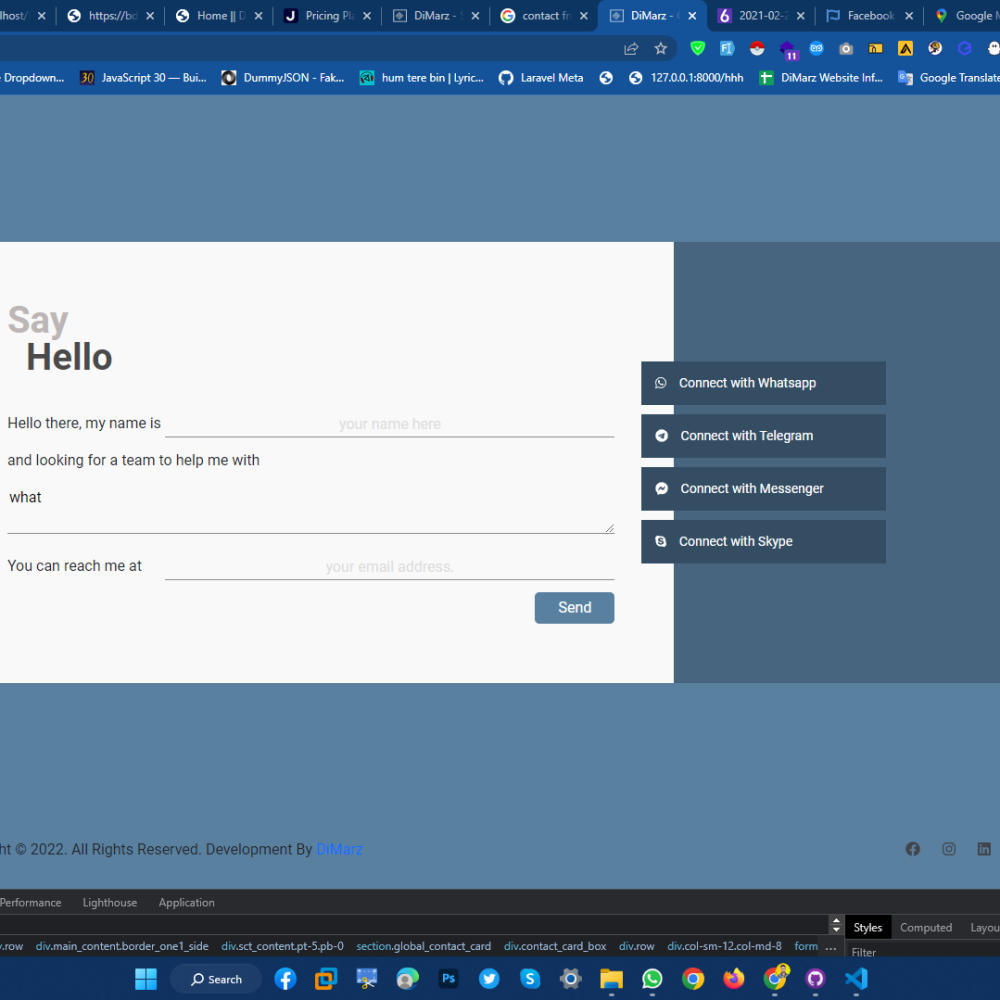 lhost/
https://bd
Home || D
Pricing Pl
DiMarz - S
contact fr
DiMarz - C
2021-02-2
Facebook
Google M
11
Dropdown...
JavaScript 30 — Bui...
DummyJSON - Fak...
hum tere bin | Lyric...
Laravel Meta
127.0.0.1:8000/hhh
DiMarz Website Inf...
Google Translate
Say
Hello
Hello there, my name is your name here
and looking for a team to help me with
what
You can reach me at your email address.
Send
Connect with Whatsapp
Connect with Telegram
Connect with Messenger
Connect with Skype
ht © 2022. All Rights Reserved. Development By DiMarz
Performance Lighthouse Application
.row div.main_content.border_one1_side div.sct_content.pt-5.pb-0 section.global_contact_card div.contact_card_box div.row div.col-sm-12.col-md-8 form ...
Styles Computed Layou
Filter
Search
Ps